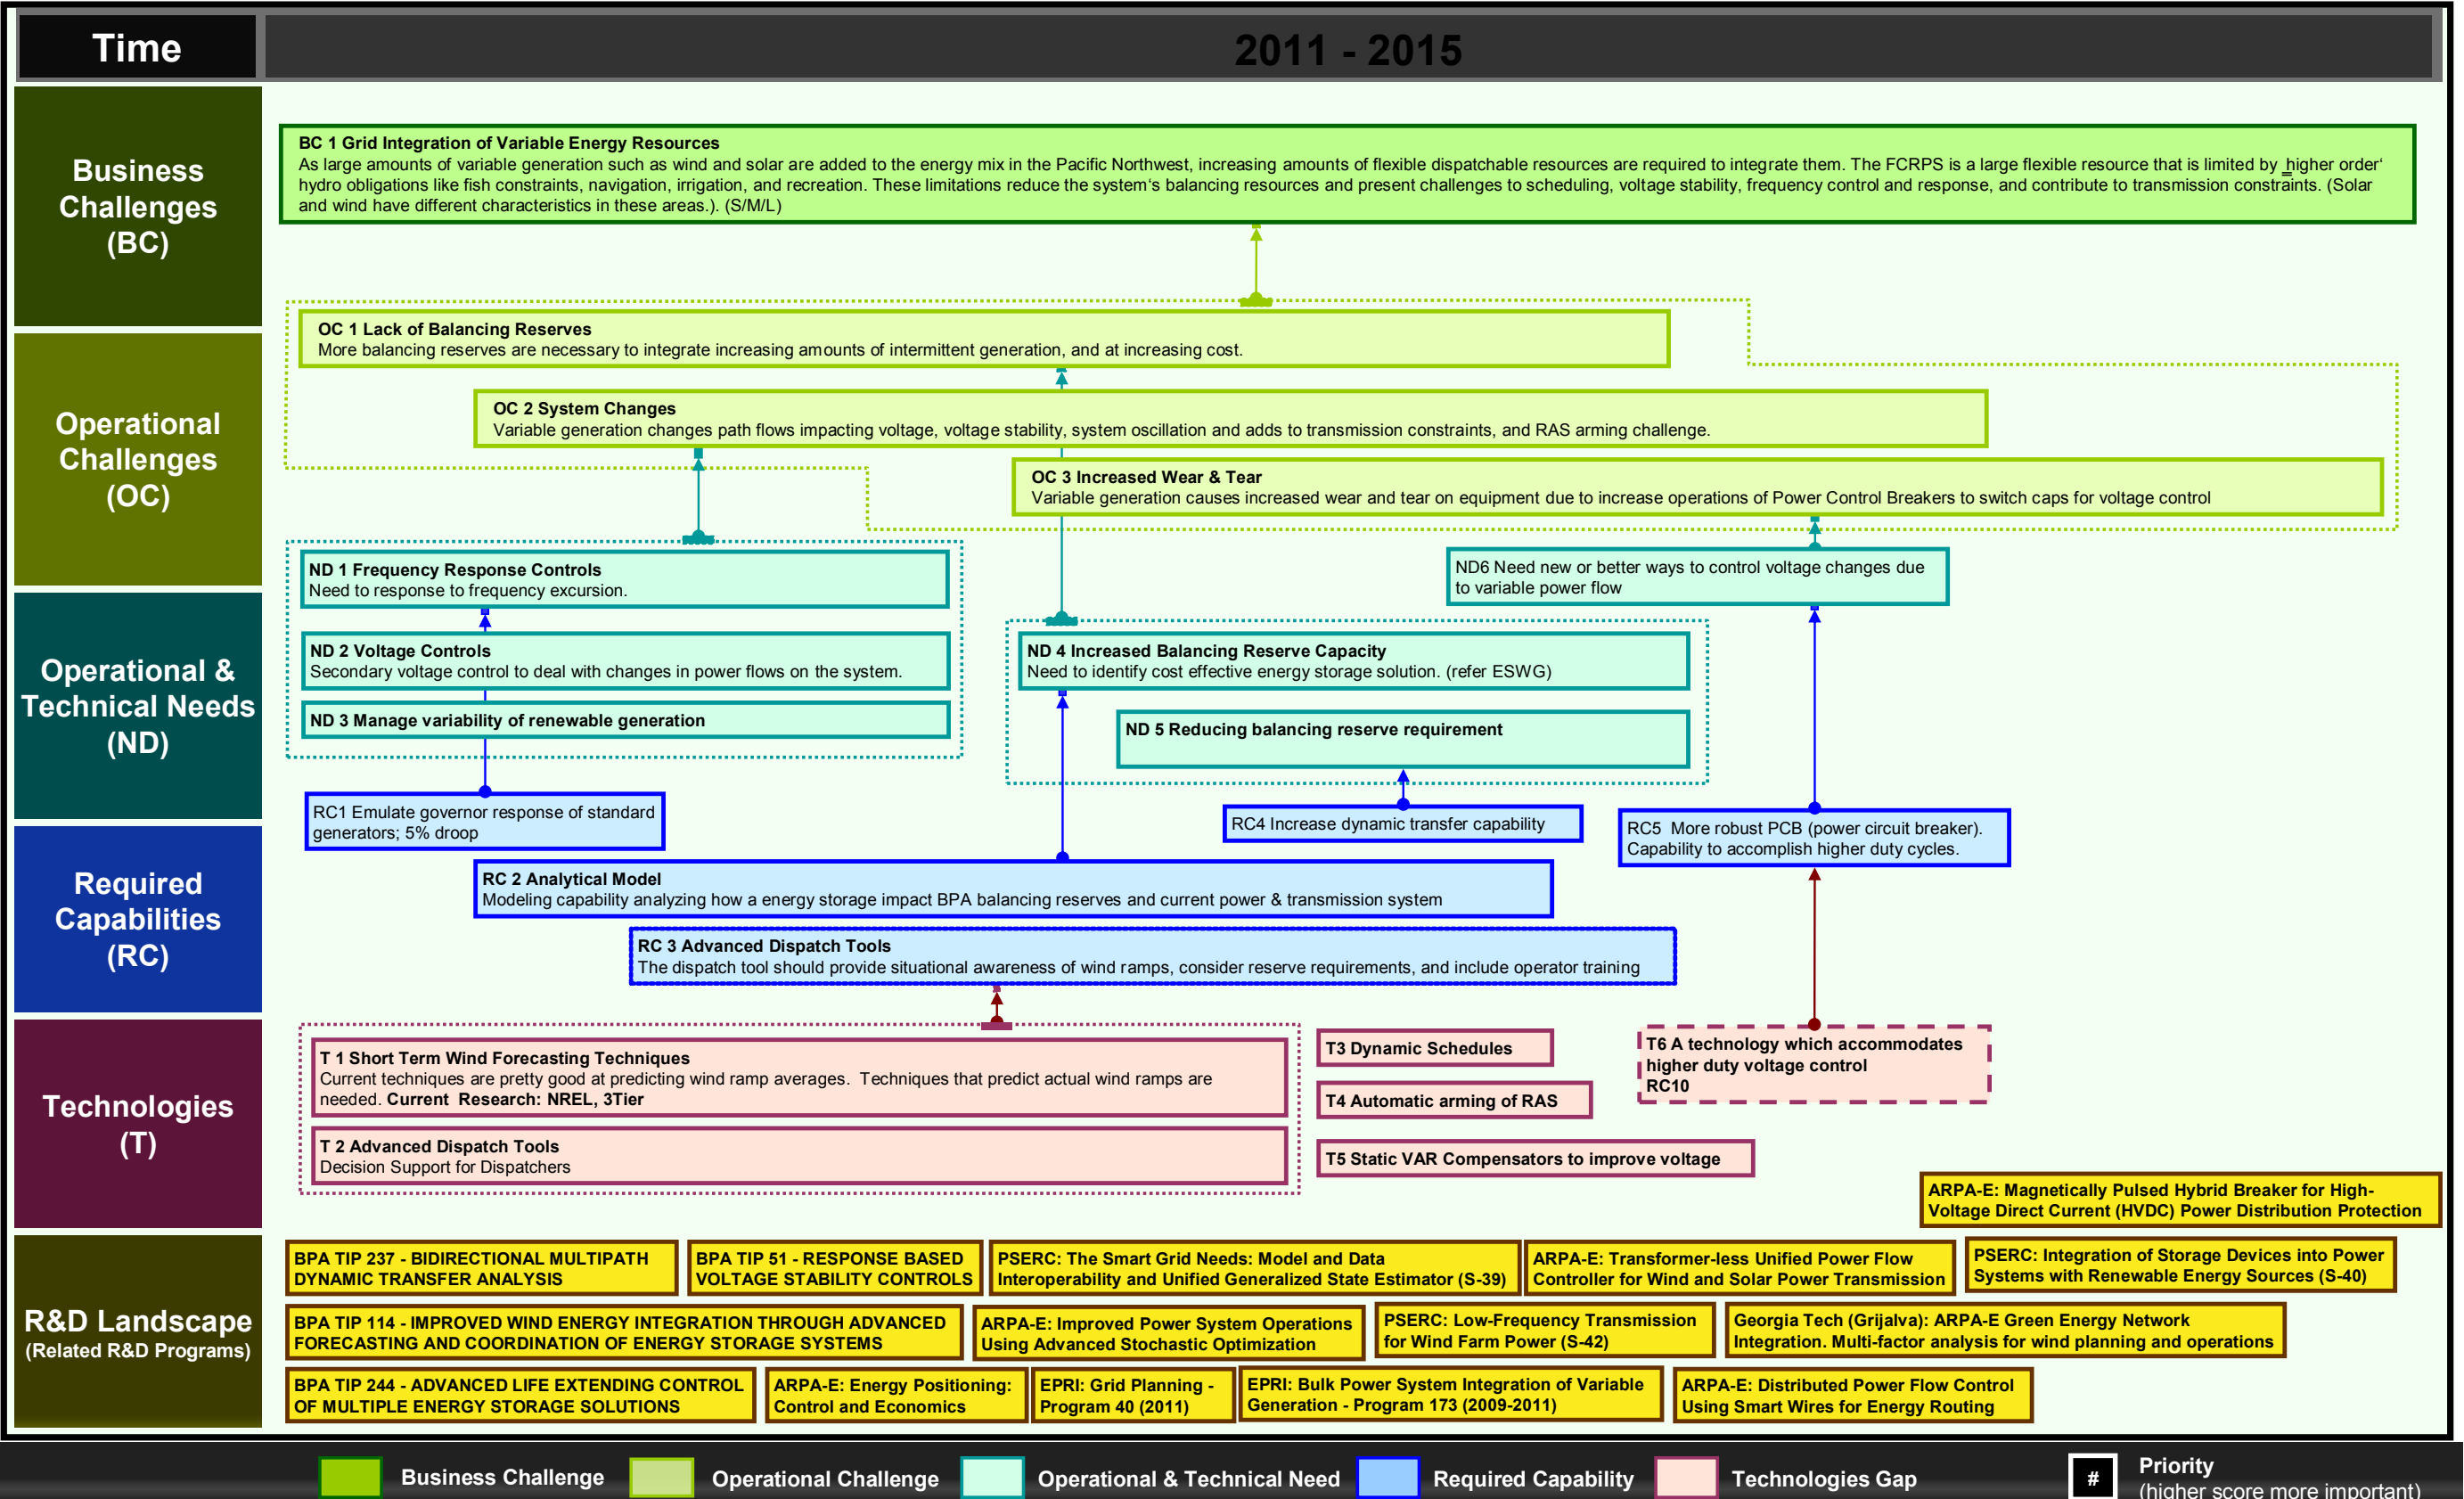 Time
2011 - 2015
Business
Challenges
(BC)
BC 1 Grid Integration of Variable Energy Resources
As large amounts of variable generation such as wind and solar are added to the energy mix in the Pacific Northwest, increasing amounts of flexible dispatchable resources are required to integrate them. The FCRPS is a large flexible resource that is limited by ‗higher order‘
hydro obligations like fish constraints, navigation, irrigation, and recreation. These limitations reduce the system‘s balancing resources and present challenges to scheduling, voltage stability, frequency control and response, and contribute to transmission constraints. (Solar
and wind have different characteristics in these areas.). (S/M/L)
Operational
Challenges
(OC)
OC 1 Lack of Balancing Reserves
More balancing reserves are necessary to integrate increasing amounts of intermittent generation, and at increasing cost.
OC 2 System Changes
Variable generation changes path flows impacting voltage, voltage stability, system oscillation and adds to transmission constraints, and RAS arming challenge.
OC 3 Increased Wear & Tear
Variable generation causes increased wear and tear on equipment due to increase operations of Power Control Breakers to switch caps for voltage control
Operational &
Technical Needs
(ND)
ND 1 Frequency Response Controls
Need to response to frequency excursion.
ND 2 Voltage Controls
Secondary voltage control to deal with changes in power flows on the system.
ND 3 Manage variability of renewable generation
ND 4 Increased Balancing Reserve Capacity
Need to identify cost effective energy storage solution. (refer ESWG)
ND 5 Reducing balancing reserve requirement
ND6 Need new or better ways to control voltage changes due
to variable power flow
Required
Capabilities
(RC)
RC1 Emulate governor response of standard
generators; 5% droop
RC4 Increase dynamic transfer capability
RC5 More robust PCB (power circuit breaker).
Capability to accomplish higher duty cycles.
RC 2 Analytical Model
Modeling capability analyzing how a energy storage impact BPA balancing reserves and current power & transmission system
RC 3 Advanced Dispatch Tools
The dispatch tool should provide situational awareness of wind ramps, consider reserve requirements, and include operator training
Technologies
(T)
T 1 Short Term Wind Forecasting Techniques
Current techniques are pretty good at predicting wind ramp averages. Techniques that predict actual wind ramps are
needed. Current Research: NREL, 3Tier
T 2 Advanced Dispatch Tools
Decision Support for Dispatchers
T3 Dynamic Schedules
T4 Automatic arming of RAS
T5 Static VAR Compensators to improve voltage
T6 A technology which accommodates
higher duty voltage control
RC10
ARPA-E: Magnetically Pulsed Hybrid Breaker for High-
Voltage Direct Current (HVDC) Power Distribution Protection
R&D Landscape
(Related R&D Programs)
BPA TIP 237 - BIDIRECTIONAL MULTIPATH
DYNAMIC TRANSFER ANALYSIS
BPA TIP 51 - RESPONSE BASED
VOLTAGE STABILITY CONTROLS
PSERC: The Smart Grid Needs: Model and Data
Interoperability and Unified Generalized State Estimator (S-39)
ARPA-E: Transformer-less Unified Power Flow
Controller for Wind and Solar Power Transmission
PSERC: Integration of Storage Devices into Power
Systems with Renewable Energy Sources (S-40)
BPA TIP 114 - IMPROVED WIND ENERGY INTEGRATION THROUGH ADVANCED
FORECASTING AND COORDINATION OF ENERGY STORAGE SYSTEMS
ARPA-E: Improved Power System Operations
Using Advanced Stochastic Optimization
PSERC: Low-Frequency Transmission
for Wind Farm Power (S-42)
Georgia Tech (Grijalva): ARPA-E Green Energy Network
Integration. Multi-factor analysis for wind planning and operations
BPA TIP 244 - ADVANCED LIFE EXTENDING CONTROL
OF MULTIPLE ENERGY STORAGE SOLUTIONS
ARPA-E: Energy Positioning:
Control and Economics
EPRI: Grid Planning -
Program 40 (2011)
EPRI: Bulk Power System Integration of Variable
Generation - Program 173 (2009-2011)
ARPA-E: Distributed Power Flow Control
Using Smart Wires for Energy Routing
Business Challenge
Operational Challenge
Operational & Technical Need
Required Capability
Technologies Gap
#
Priority
(higher score more important)